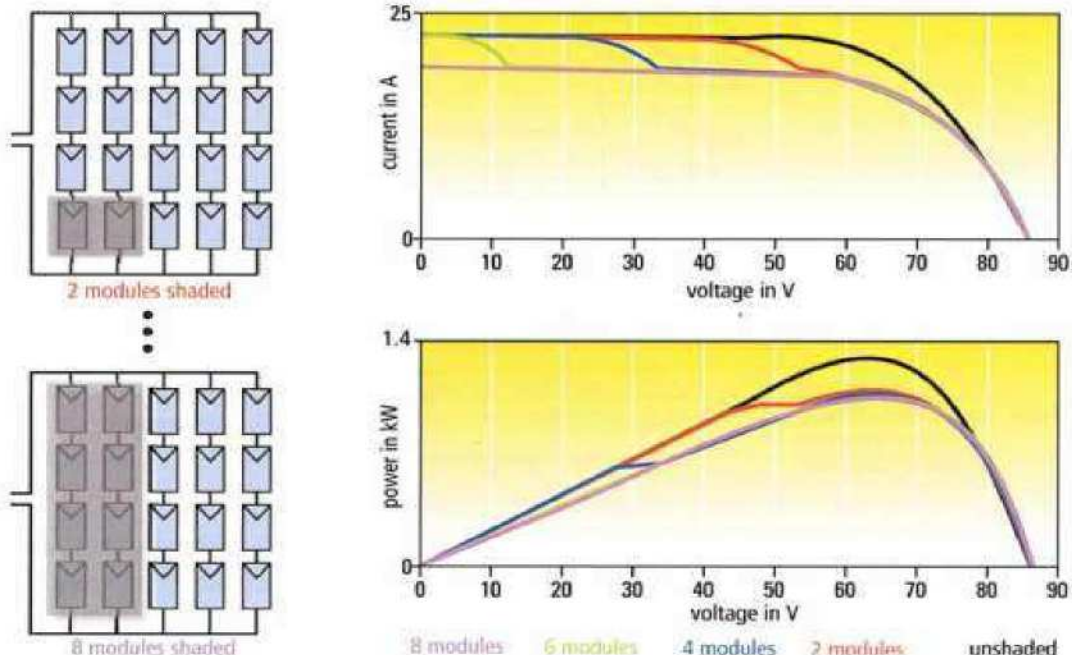 2 modules shaded
8 modules shaded
25
current in A
0
0 10 20 30 40 50 60 70 80 90
voltage in V
1.4
power in kW
0
0 10 20 30 40 50 60 70 80 90
voltage in V
8 modules 6 modules 4 modules 2 modules unshaded